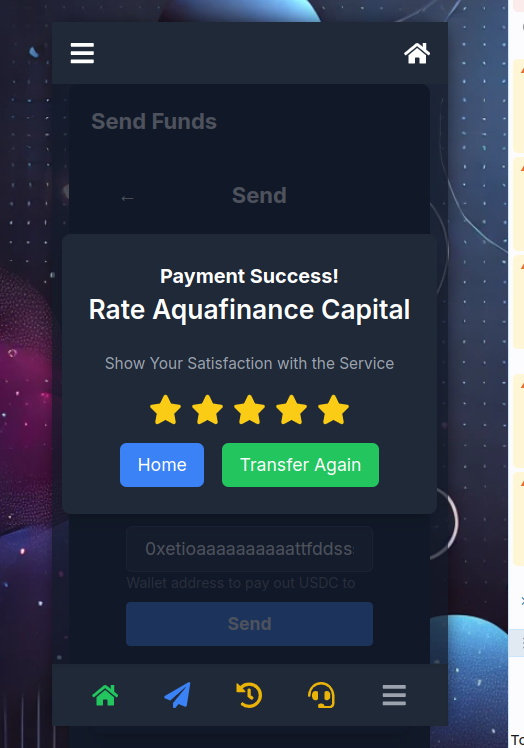 Send Funds
← Send
Payment Success!
Rate Aquafinance Capital
Show Your Satisfaction with the Service
Home Transfer Again
0xetioaaaaaaaaaattfddss
Wallet address to pay out USDC to
Send